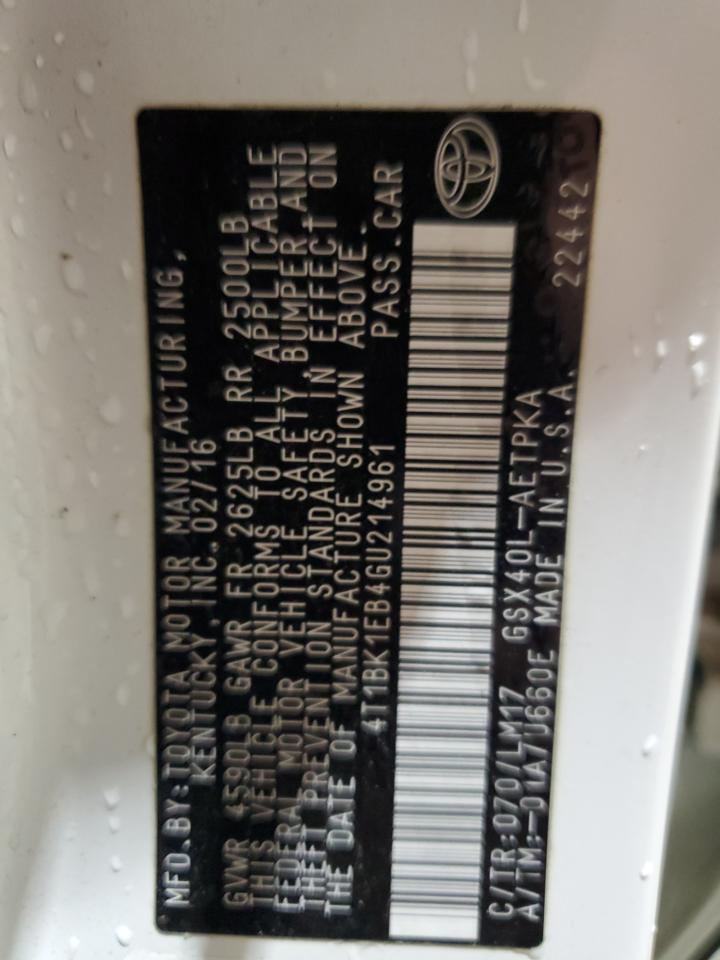 MFD.BY:TOYOTA MOTOR MANUFACTURING,
KENTUCKY,INC. 02/16
GVWR 4590LB GAWR FR 2625LB RR 2500LB
THIS VEHICLE CONFORMS TO ALL APPLICABLE
FEDERAL MOTOR VEHICLE SAFETY,BUMPER,AND
THEFT PREVENTION STANDARDS IN EFFECT ON
THE DATE OF MANUFACTURE SHOWN ABOVE.
4T1BK1EB4GU214961 PASS.CAR
C/TR:070/LM17 GSX40L-AETPKA
A/TM:-01A/U660E MADE IN U.S.A. 22442